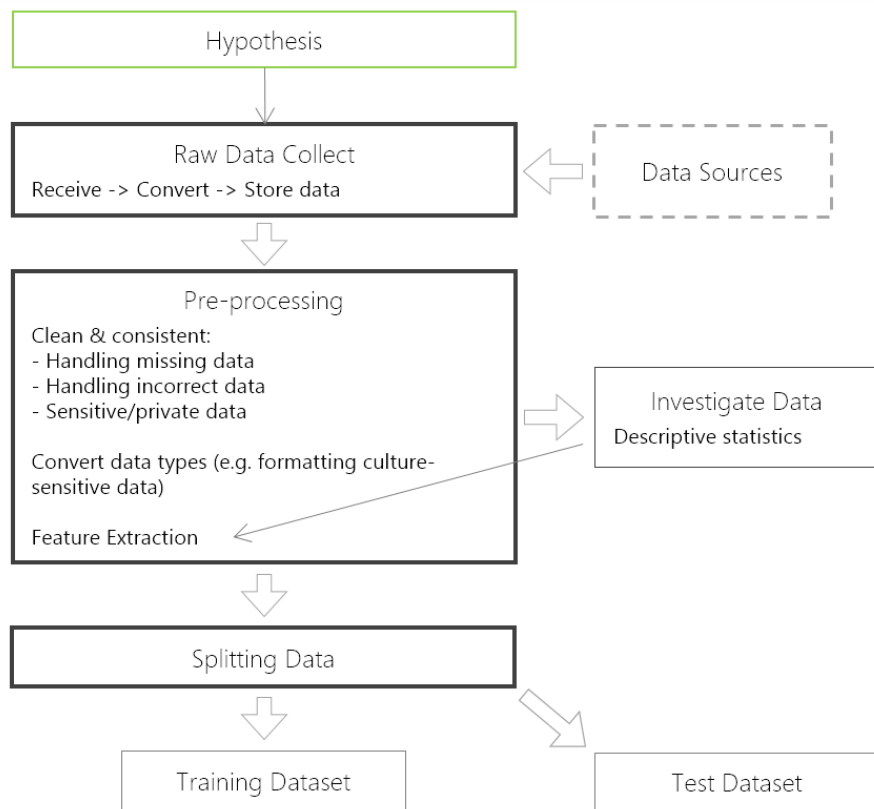 Hypothesis
Raw Data Collect
Receive -> Convert -> Store data
Data Sources
Pre-processing
Clean & consistent:
- Handling missing data
- Handling incorrect data
- Sensitive/private data
Convert data types (e.g. formatting culture-
sensitive data)
Feature Extraction
Investigate Data
Descriptive statistics
Splitting Data
Training Dataset
Test Dataset